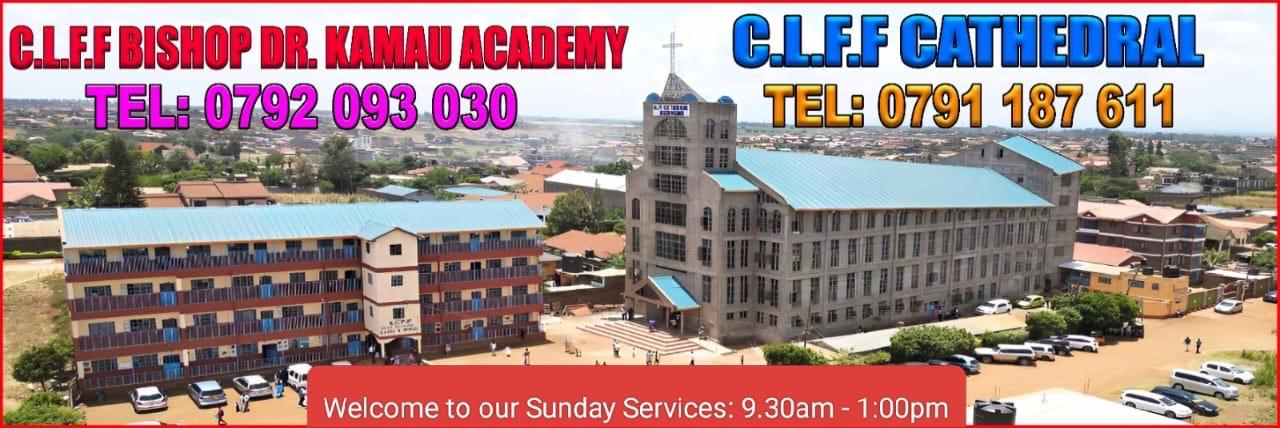 C.L.F.F BISHOP DR. KAMAU ACADEMY
TEL: 0792 093 030
C.L.F.F CATHEDRAL
TEL: 0791 187 611
C.L.F.F
Welcome to our Sunday Services: 9.30am - 1:00pm